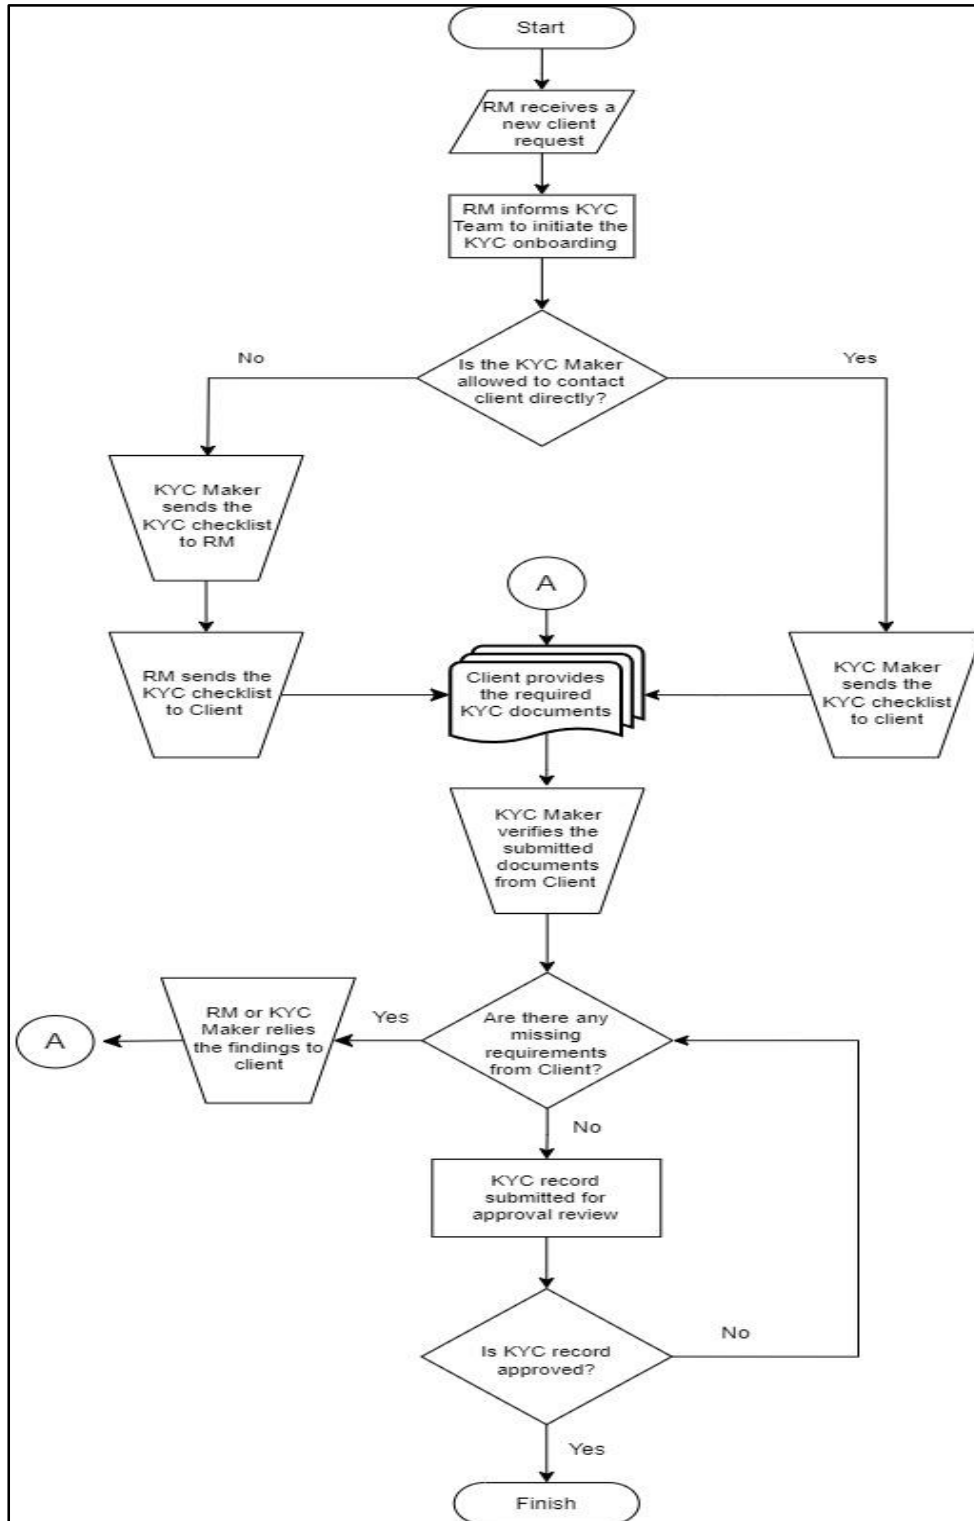 Start
RM receives a
new client
request
RM informs KYC
Team to initiate the
KYC onboarding
Is the KYC Maker
allowed to contact
client directly?
No
Yes
KYC Maker
sends the
KYC checklist
to RM
A
RM sends the
KYC checklist
to Client
Client provides
the required
KYC documents
KYC Maker
sends the
KYC checklist
to client
KYC Maker
verifies the
submitted
documents
from Client
Are there any
missing
requirements
from Client?
Yes
RM or KYC
Maker relies
the findings to
client
A
No
KYC record
submitted for
approval review
Is KYC record
approved?
No
Yes
Finish